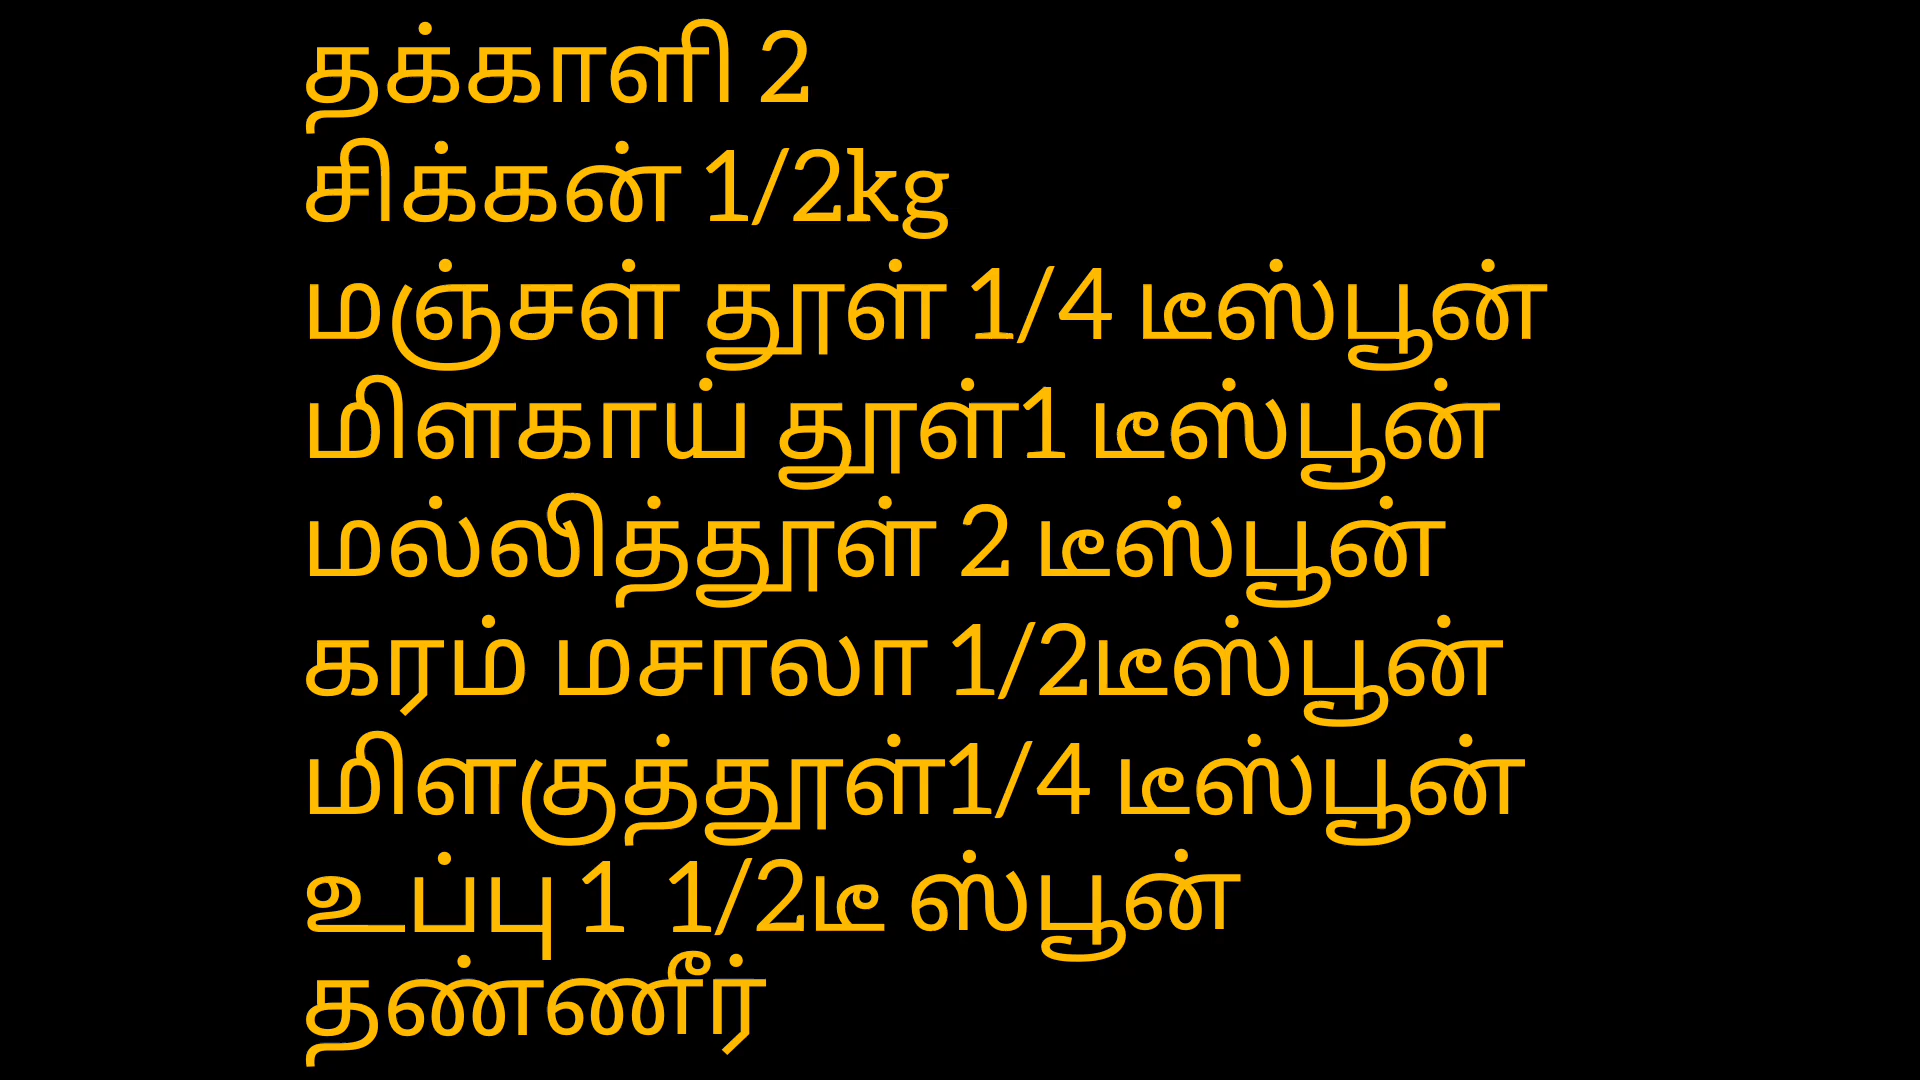 தக்காளி 2
சிக்கன் 1/2kg
மஞ்சள் தூள் 1/4 டீஸ்பூன்
மிளகாய் தூள்1 டீஸ்பூன்
மல்லித்தூள் 2 டீஸ்பூன்
கரம் மசாலா 1/2டீஸ்பூன்
மிளகுத்தூள்1/4 டீஸ்பூன்
உப்பு 1 1/2டீ ஸ்பூன்
தண்ணீர்